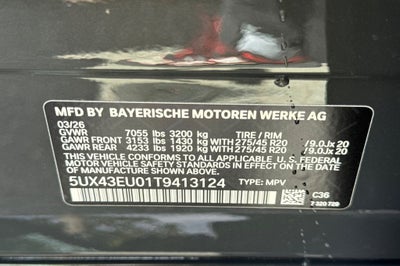 MFD BY BAYERISCHE MOTOREN WERKE AG
03/26
GVWR 7055 lbs 3200 kg TIRE / RIM
GAWR FRONT 3153 lbs 1430 kg WITH 275/45 R20 /9.0Jx 20
GAWR REAR 4233 lbs 1920 kg WITH 275/45 R20 /9.0Jx 20
THIS VEHICLE CONFORMS TO ALL APPLICABLE U. S. FEDERAL
MOTOR VEHICLE SAFETY STANDARDS
IN EFFECT ON THE DATE OF MANUFACTURE SHOWN ABOVE.
5UX43EU01T9413124 TYPE: MPV
C36
7 320 720